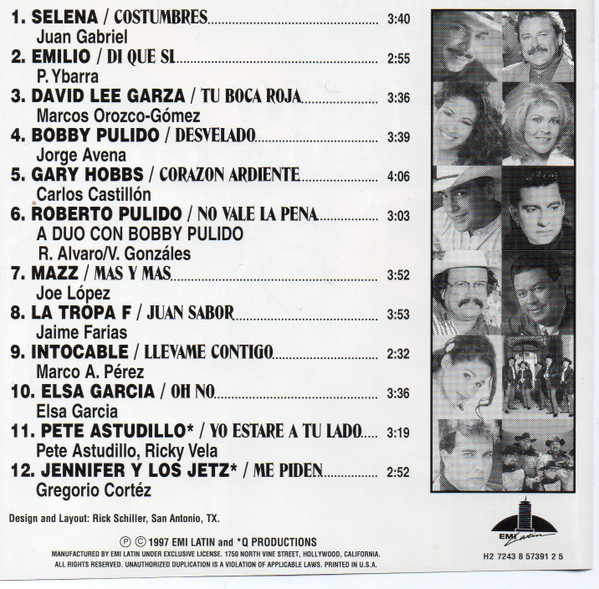 1. SELENA / COSTUMBRES 3:40
Juan Gabriel
2. EMILIO / DI QUE SI 2:55
P. Ybarra
3. DAVID LEE GARZA / TU BOCA ROJA 3:36
Marcos Orozco-Gómez
4. BOBBY PULIDO / DESVELADO 3:39
Jorge Avena
5. GARY HOBBS / CORAZON ARDIENTE 4:06
Carlos Castillón
6. ROBERTO PULIDO / NO VALE LA PENA 3:03
A DUO CON BOBBY PULIDO
R. Alvaro/V. Gonzáles
7. MAZZ / MAS Y MAS 3:52
Joe López
8. LA TROPA F / JUAN SABOR 3:53
Jaime Farias
9. INTOCABLE / LLEVAME CONTIGO 2:32
Marco A. Pérez
10. ELSA GARCIA / OH NO 3:36
Elsa Garcia
11. PETE ASTUDILLO* / YO ESTARE A TU LADO 3:19
Pete Astudillo, Ricky Vela
12. JENNIFER Y LOS JETZ* / ME PIDEN 2:52
Gregorio Cortéz
Design and Layout: Rick Schiller, San Antonio, TX.
EMI
Latin
℗ © 1997 EMI LATIN and *Q PRODUCTIONS
MANUFACTURED BY EMI LATIN UNDER EXCLUSIVE LICENSE. 1750 NORTH VINE STREET, HOLLYWOOD, CALIFORNIA.
ALL RIGHTS RESERVED. UNAUTHORIZED DUPLICATION IS A VIOLATION OF APPLICABLE LAWS. PRINTED IN U.S.A.
H2 7243 8 57391 2 5